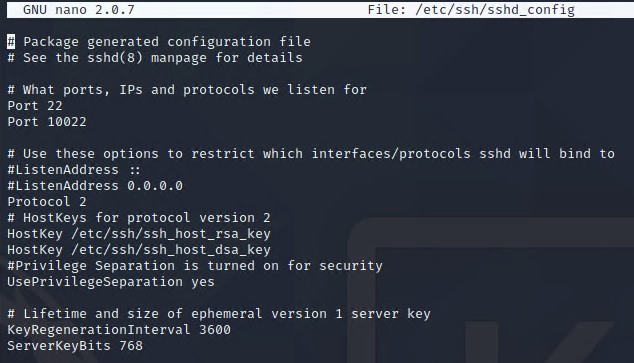 GNU nano 2.0.7 File: /etc/ssh/sshd_config
# Package generated configuration file
# See the sshd(8) manpage for details
# What ports, IPs and protocols we listen for
Port 22
Port 10022
# Use these options to restrict which interfaces/protocols sshd will bind to
#ListenAddress ::
#ListenAddress 0.0.0.0
Protocol 2
# HostKeys for protocol version 2
HostKey /etc/ssh/ssh_host_rsa_key
HostKey /etc/ssh/ssh_host_dsa_key
#Privilege Separation is turned on for security
UsePrivilegeSeparation yes
# Lifetime and size of ephemeral version 1 server key
KeyRegenerationInterval 3600
ServerKeyBits 768